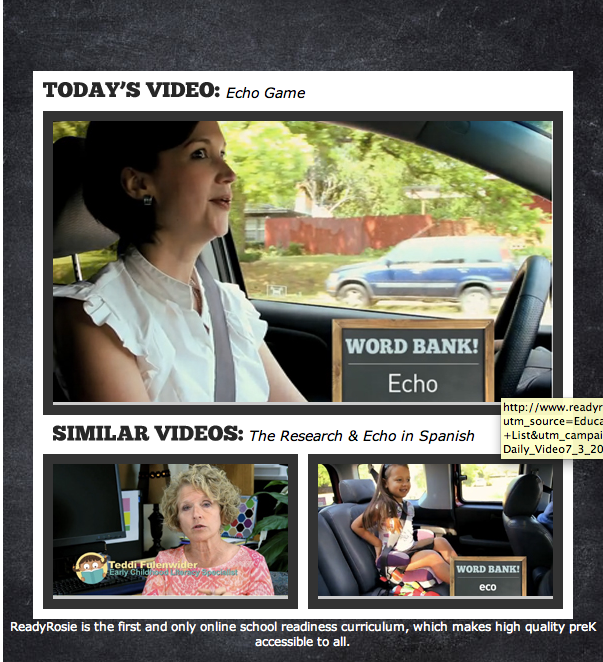 TODAY'S VIDEO: Echo Game
WORD BANK!
Echo
http://www.readyr
utm_source=Educa
+List&utm_campai
Daily_Video7_3_20
SIMILAR VIDEOS: The Research & Echo in Spanish
Teddi Fulenwider
Early Childhood Literacy Specialist
WORD BANK!
eco
ReadyRosie is the first and only online school readiness curriculum, which makes high quality preK
accessible to all.